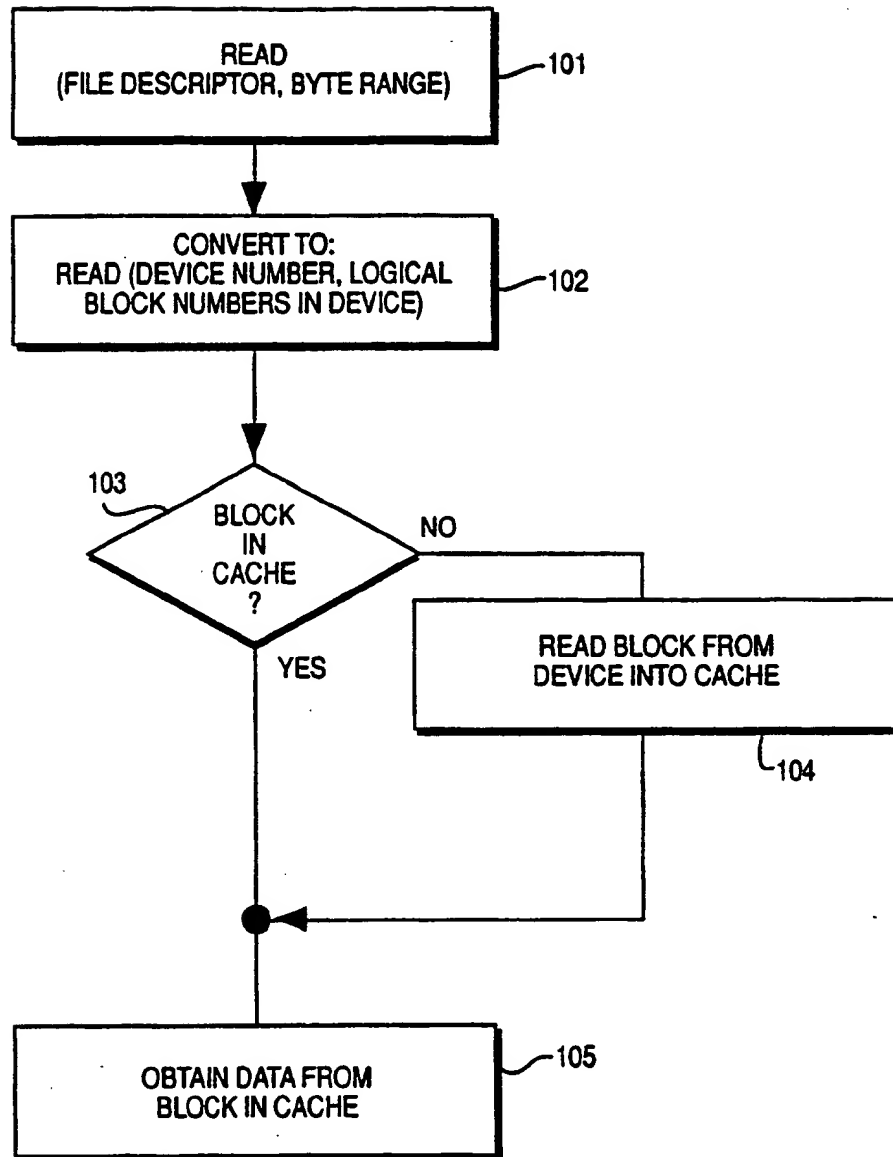 READ
(FILE DESCRIPTOR, BYTE RANGE)
101
CONVERT TO:
READ (DEVICE NUMBER, LOGICAL
BLOCK NUMBERS IN DEVICE)
102
103
BLOCK
IN
CACHE
?
NO
YES
READ BLOCK FROM
DEVICE INTO CACHE
104
OBTAIN DATA FROM
BLOCK IN CACHE
105